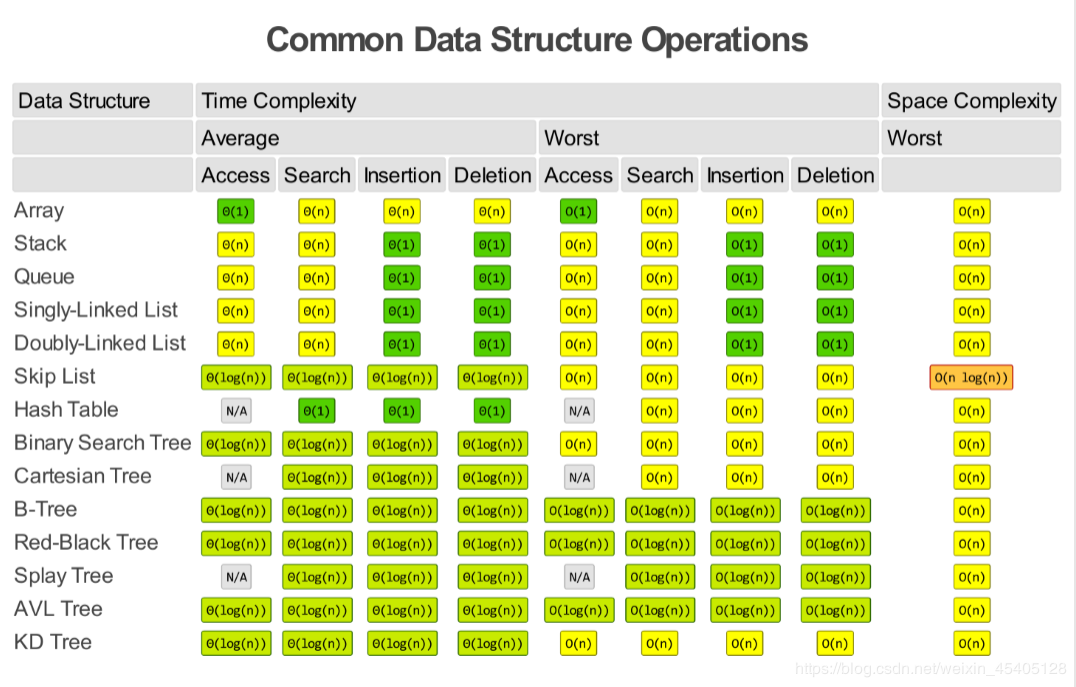 Common Data Structure Operations
Data Structure Time Complexity Space Complexity
Average Worst Worst
Access Search Insertion Deletion Access Search Insertion Deletion
Array Θ(1) Θ(n) Θ(n) Θ(n) O(1) O(n) O(n) O(n) O(n)
Stack Θ(n) Θ(n) Θ(1) Θ(1) O(n) O(n) O(1) O(1) O(n)
Queue Θ(n) Θ(n) Θ(1) Θ(1) O(n) O(n) O(1) O(1) O(n)
Singly-Linked List Θ(n) Θ(n) Θ(1) Θ(1) O(n) O(n) O(1) O(1) O(n)
Doubly-Linked List Θ(n) Θ(n) Θ(1) Θ(1) O(n) O(n) O(1) O(1) O(n)
Skip List Θ(log(n)) Θ(log(n)) Θ(log(n)) Θ(log(n)) O(n) O(n) O(n) O(n) O(n log(n))
Hash Table N/A Θ(1) Θ(1) Θ(1) N/A O(n) O(n) O(n) O(n)
Binary Search Tree Θ(log(n)) Θ(log(n)) Θ(log(n)) Θ(log(n)) O(n) O(n) O(n) O(n) O(n)
Cartesian Tree N/A Θ(log(n)) Θ(log(n)) Θ(log(n)) N/A O(n) O(n) O(n) O(n)
B-Tree Θ(log(n)) Θ(log(n)) Θ(log(n)) Θ(log(n)) O(log(n)) O(log(n)) O(log(n)) O(log(n)) O(n)
Red-Black Tree Θ(log(n)) Θ(log(n)) Θ(log(n)) Θ(log(n)) O(log(n)) O(log(n)) O(log(n)) O(log(n)) O(n)
Splay Tree N/A Θ(log(n)) Θ(log(n)) Θ(log(n)) N/A O(log(n)) O(log(n)) O(log(n)) O(n)
AVL Tree Θ(log(n)) Θ(log(n)) Θ(log(n)) Θ(log(n)) O(log(n)) O(log(n)) O(log(n)) O(log(n)) O(n)
KD Tree Θ(log(n)) Θ(log(n)) Θ(log(n)) Θ(log(n)) O(n) O(n) O(n) O(n) O(n)
https://blog.csdn.net/weixin_45405128